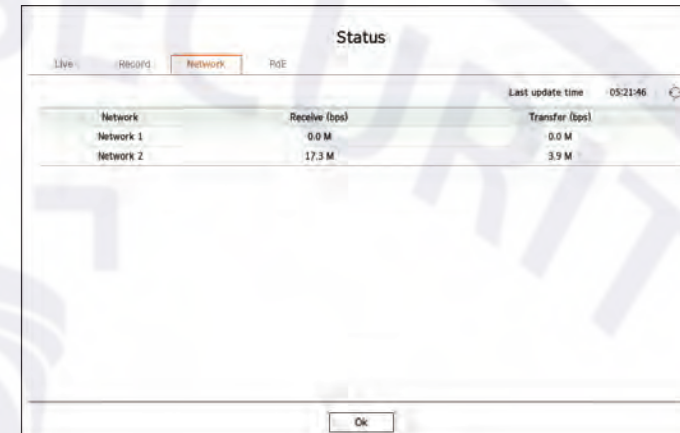 Status
Live Record Network PoE
Last update time 05:21:46
Network Receive (bps) Transfer (bps)
Network 1 0.0 M 0.0 M
Network 2 17.3 M 3.9 M
Ok